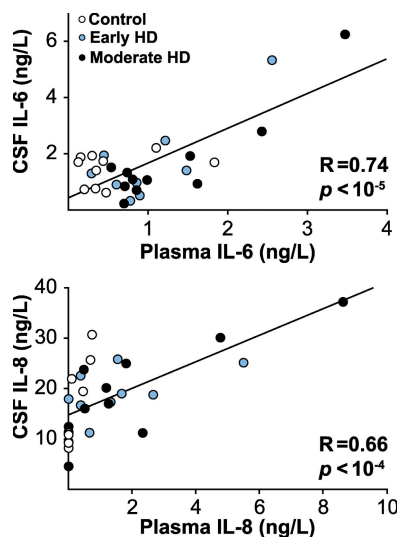 Control
Early HD
Moderate HD
CSF IL-6 (ng/L)
6
4
2
R=0.74
p < 10-5
1 2 3 4
Plasma IL-6 (ng/L)
CSF IL-8 (ng/L)
40
30
20
10
R=0.66
p < 10-4
2 4 6 8 10
Plasma IL-8 (ng/L)